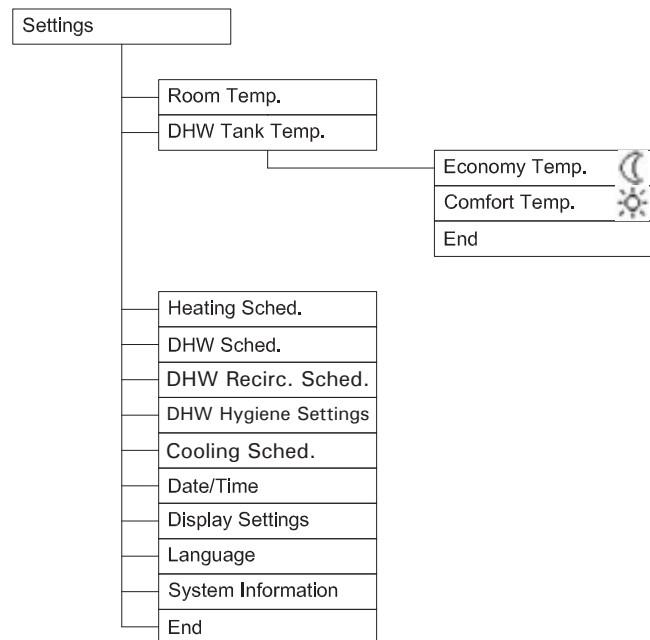 Settings
Room Temp.
DHW Tank Temp.
Economy Temp.
Comfort Temp.
End
Heating Sched.
DHW Sched.
DHW Recirc. Sched.
DHW Hygiene Settings
Cooling Sched.
Date/Time
Display Settings
Language
System Information
End